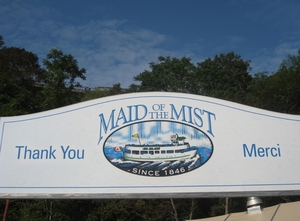 MAID OF THE MIST
Thank You
Merci
• SINCE 1846 •